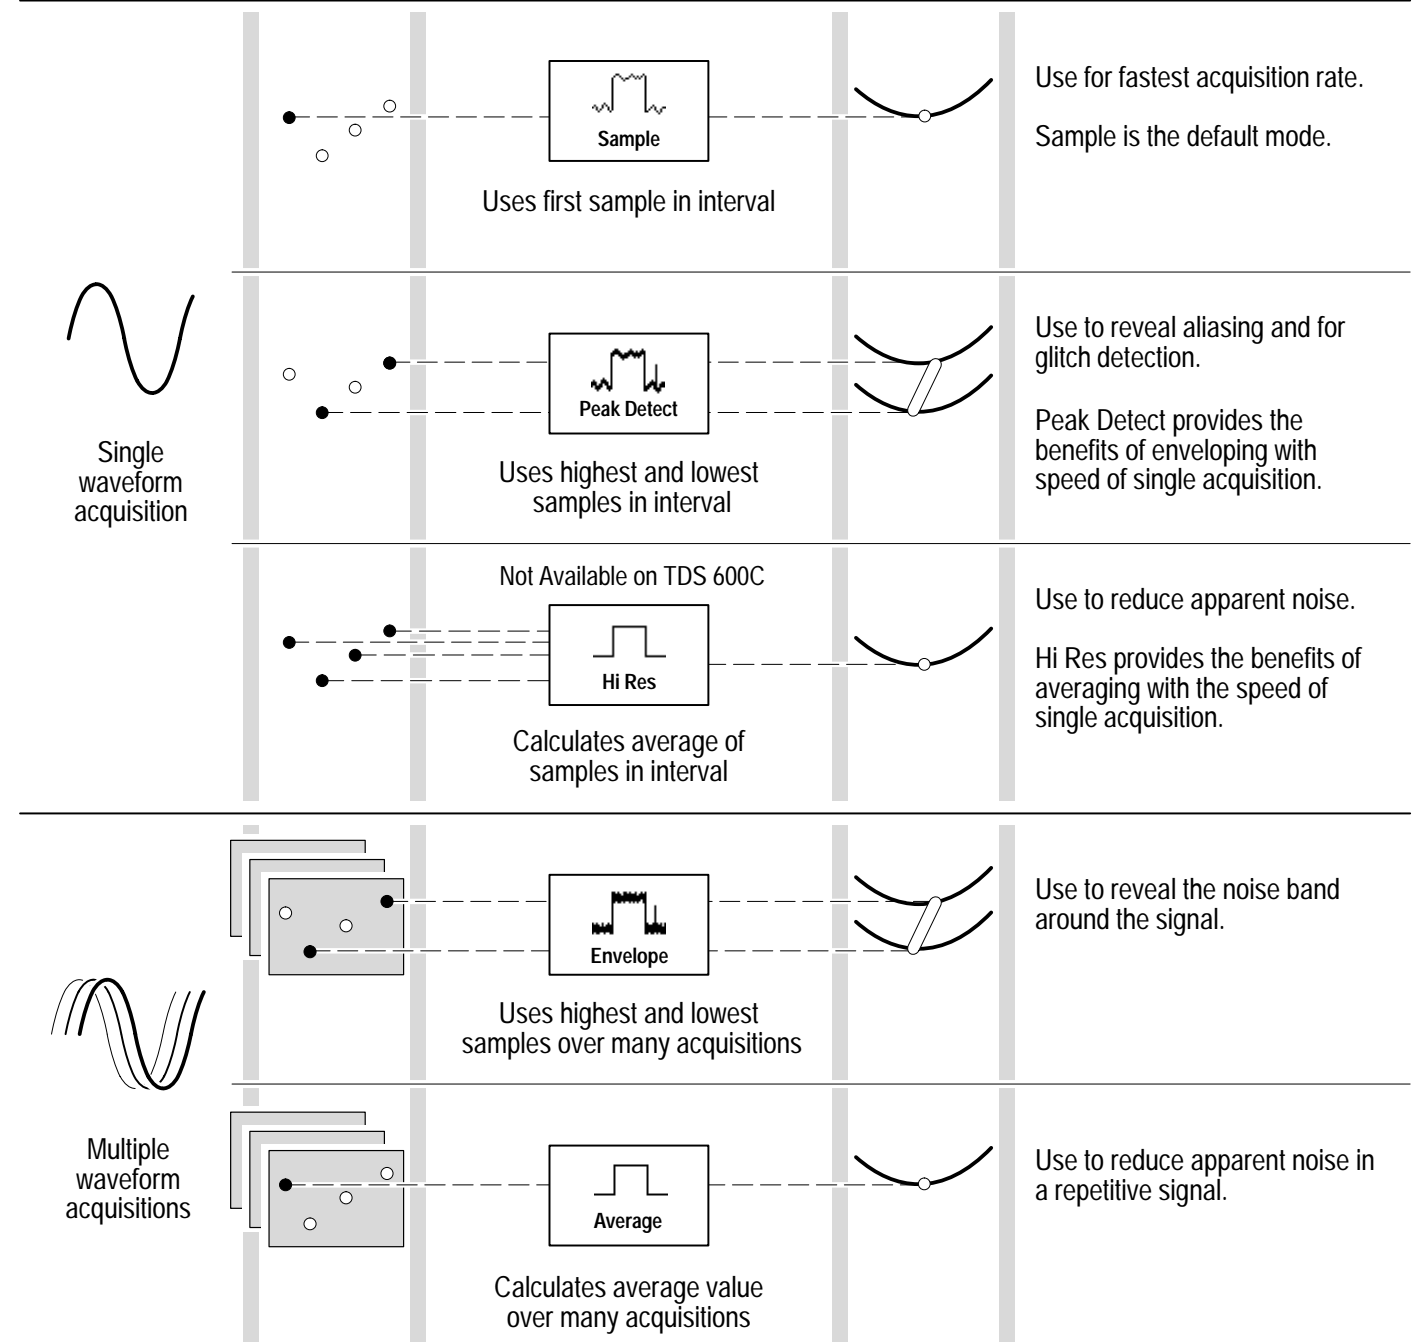 Sample
Uses first sample in interval
Use for fastest acquisition rate.
Sample is the default mode.
Single
waveform
acquisition
Peak Detect
Uses highest and lowest
samples in interval
Use to reveal aliasing and for
glitch detection.
Peak Detect provides the
benefits of enveloping with
speed of single acquisition.
Not Available on TDS 600C
Hi Res
Calculates average of
samples in interval
Use to reduce apparent noise.
Hi Res provides the benefits of
averaging with the speed of
single acquisition.
Multiple
waveform
acquisitions
Envelope
Uses highest and lowest
samples over many acquisitions
Use to reveal the noise band
around the signal.
Average
Calculates average value
over many acquisitions
Use to reduce apparent noise in
a repetitive signal.